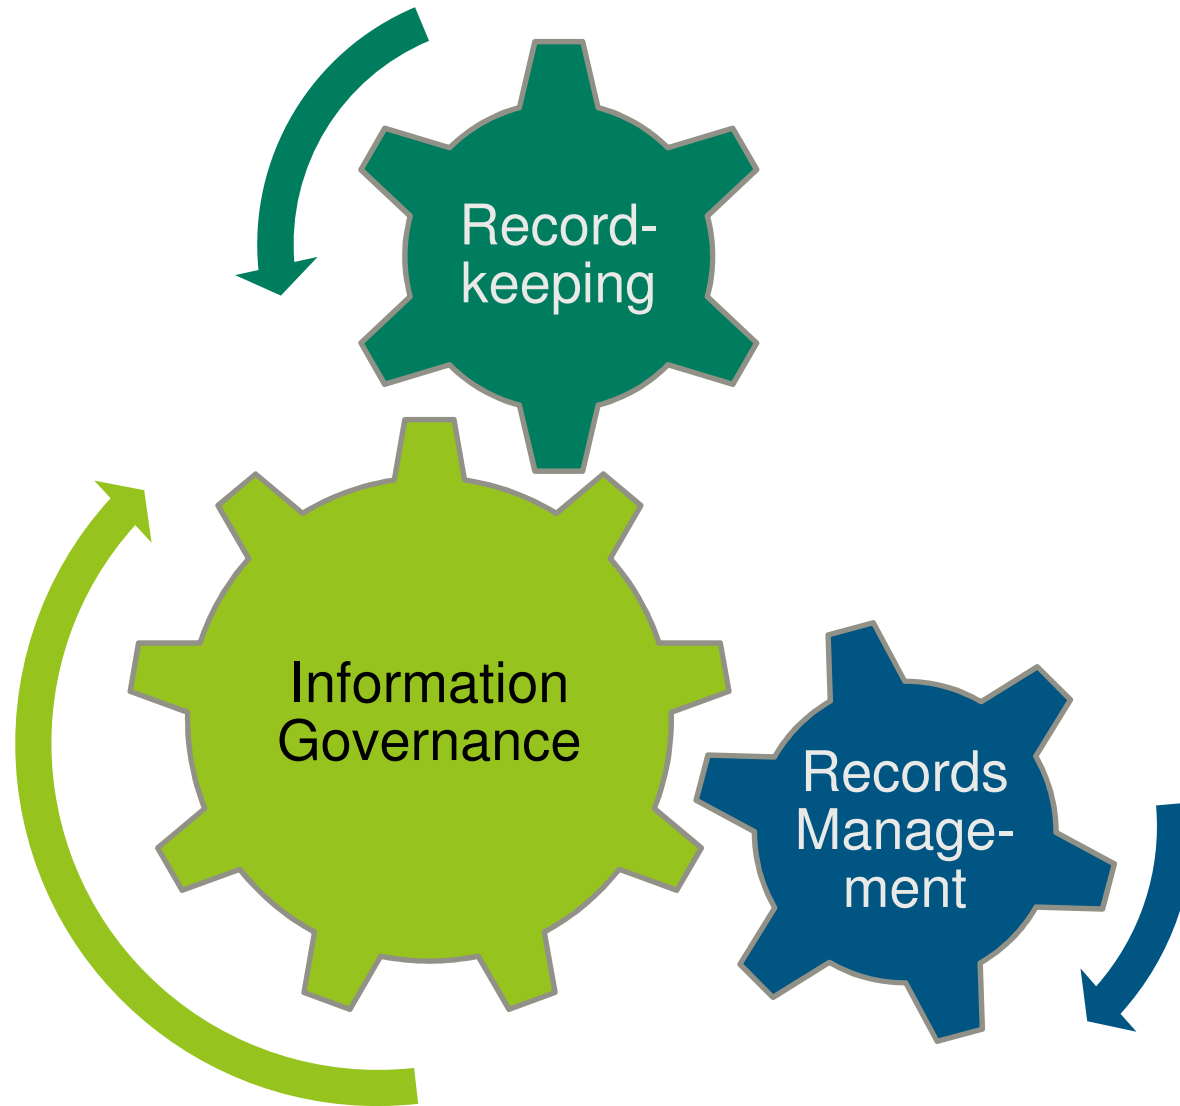 Record-
keeping
Information
Governance
Records
Manage-
ment